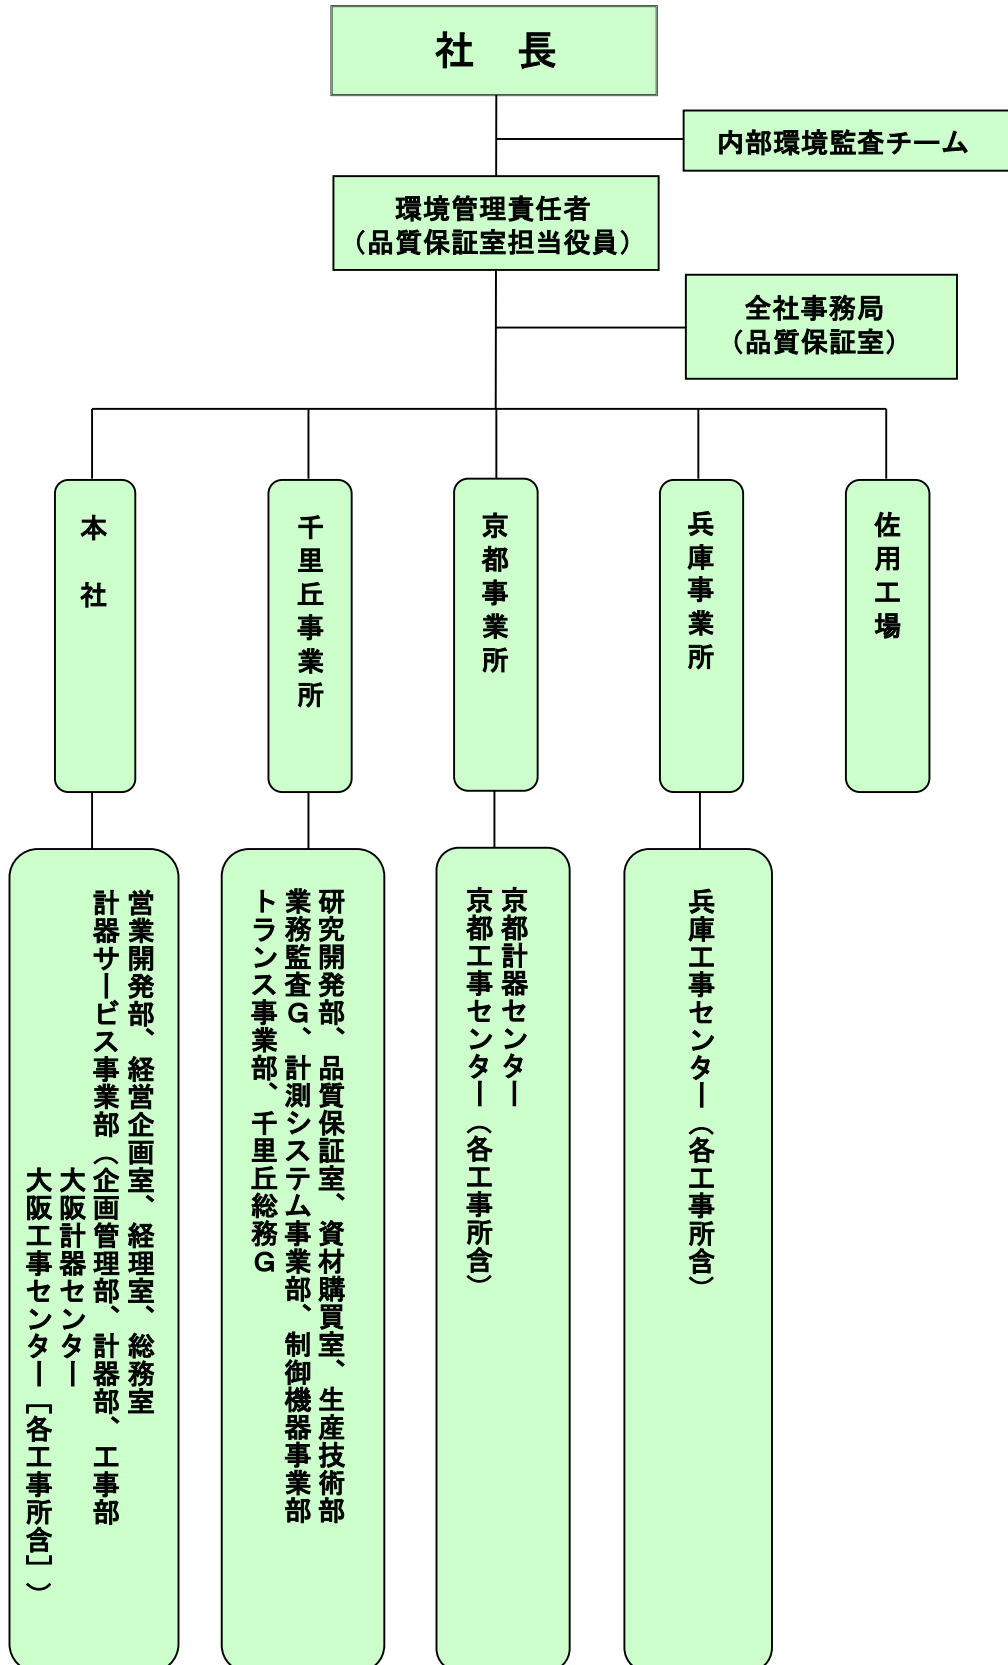 社　長
内部環境監査チーム
環境管理責任者
（品質保証室担当役員）
全社事務局
（品質保証室）
本　社
千里丘事業所
京都事業所
兵庫事業所
佐用工場
営業開発部、経営企画室、経理室、総務室
計器サービス事業部（企画管理部、計器部、工事部
大阪計器センター
大阪工事センター［各工事所含］）
研究開発部、品質保証室、資材購買室、生産技術部
業務監査Ｇ、計測システム事業部、制御機器事業部
トランス事業部、千里丘総務Ｇ
京都計器センター
京都工事センター（各工事所含）
兵庫工事センター（各工事所含）